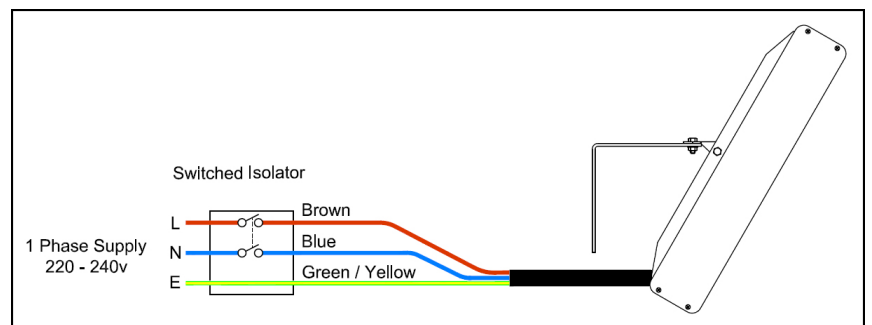 Switched Isolator
L
Brown
1 Phase Supply
220 - 240v
N
Blue
E
Green / Yellow